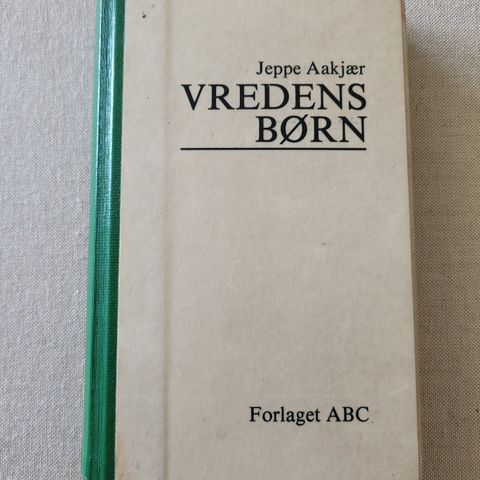 Jeppe Aakjær
VREDENS
BØRN
Forlaget ABC